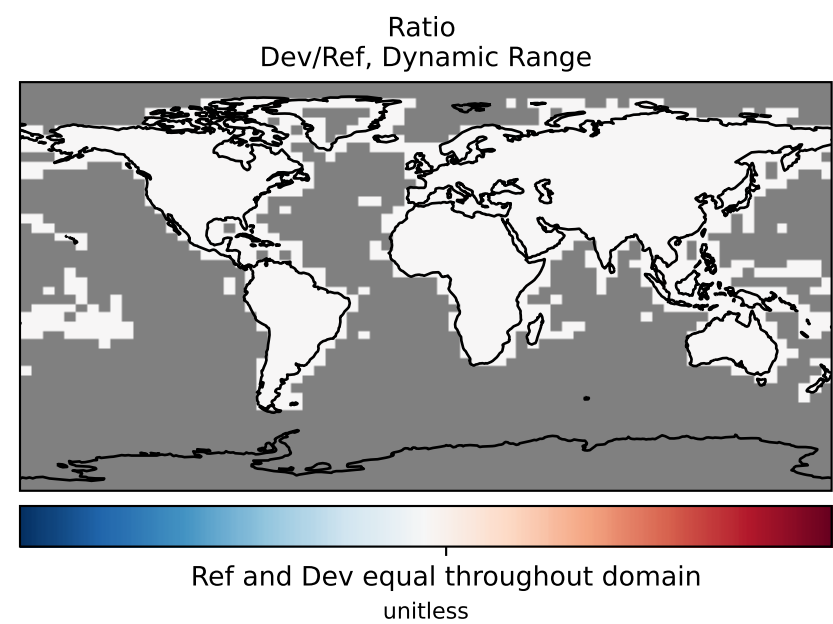 Ratio
Dev/Ref, Dynamic Range
Ref and Dev equal throughout domain
unitless